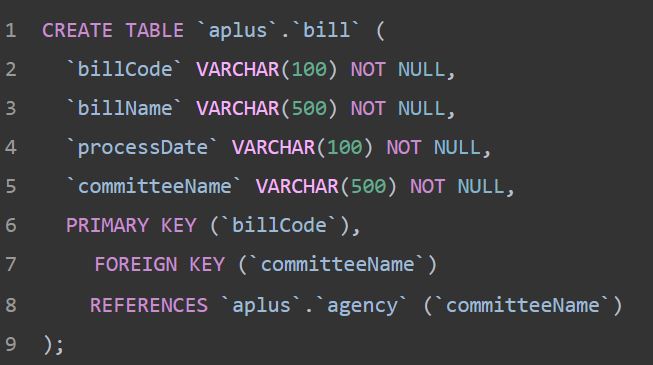 1 CREATE TABLE `aplus`.`bill` (
2 `billCode` VARCHAR(100) NOT NULL,
3 `billName` VARCHAR(500) NOT NULL,
4 `processDate` VARCHAR(100) NOT NULL,
5 `committeeName` VARCHAR(500) NOT NULL,
6 PRIMARY KEY (`billCode`),
7 FOREIGN KEY (`committeeName`)
8 REFERENCES `aplus`.`agency` (`committeeName`)
9 );